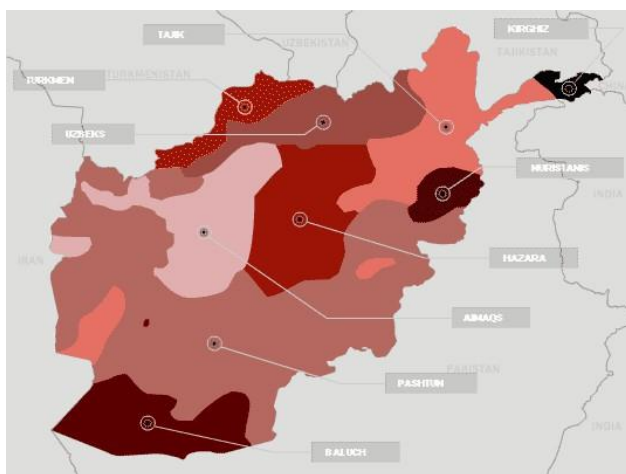 KIRGHIZ
TAJIK
UZBEKISTAN
TAJIKISTAN
TURKMEN
TURKMENISTAN
UZBEKS
NURISTANIS
INDIA
HAZARA
IRAN
AIMAQS
PAKISTAN
PASHTUN
INDIA
BALUCH